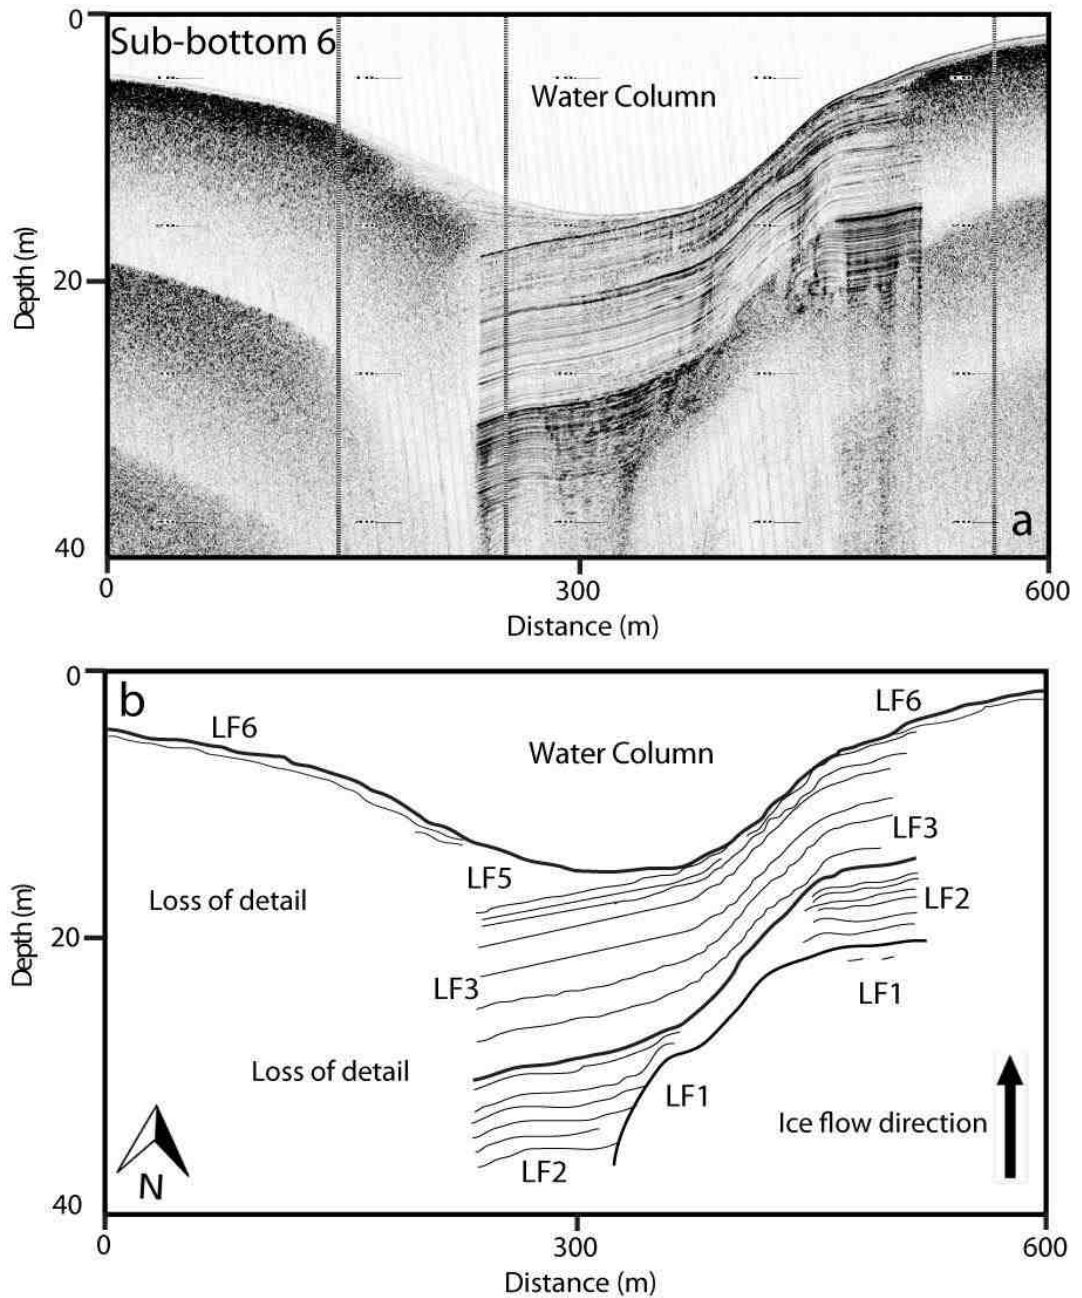 0
Sub-bottom 6
Water Column
Depth (m)
20
40
a
0
300
600
Distance (m)
0
b
LF6
LF6
Water Column
LF3
LF5
Loss of detail
LF2
Depth (m)
20
LF3
LF1
Loss of detail
LF1
Ice flow direction
LF2
N
40
0
300
600
Distance (m)